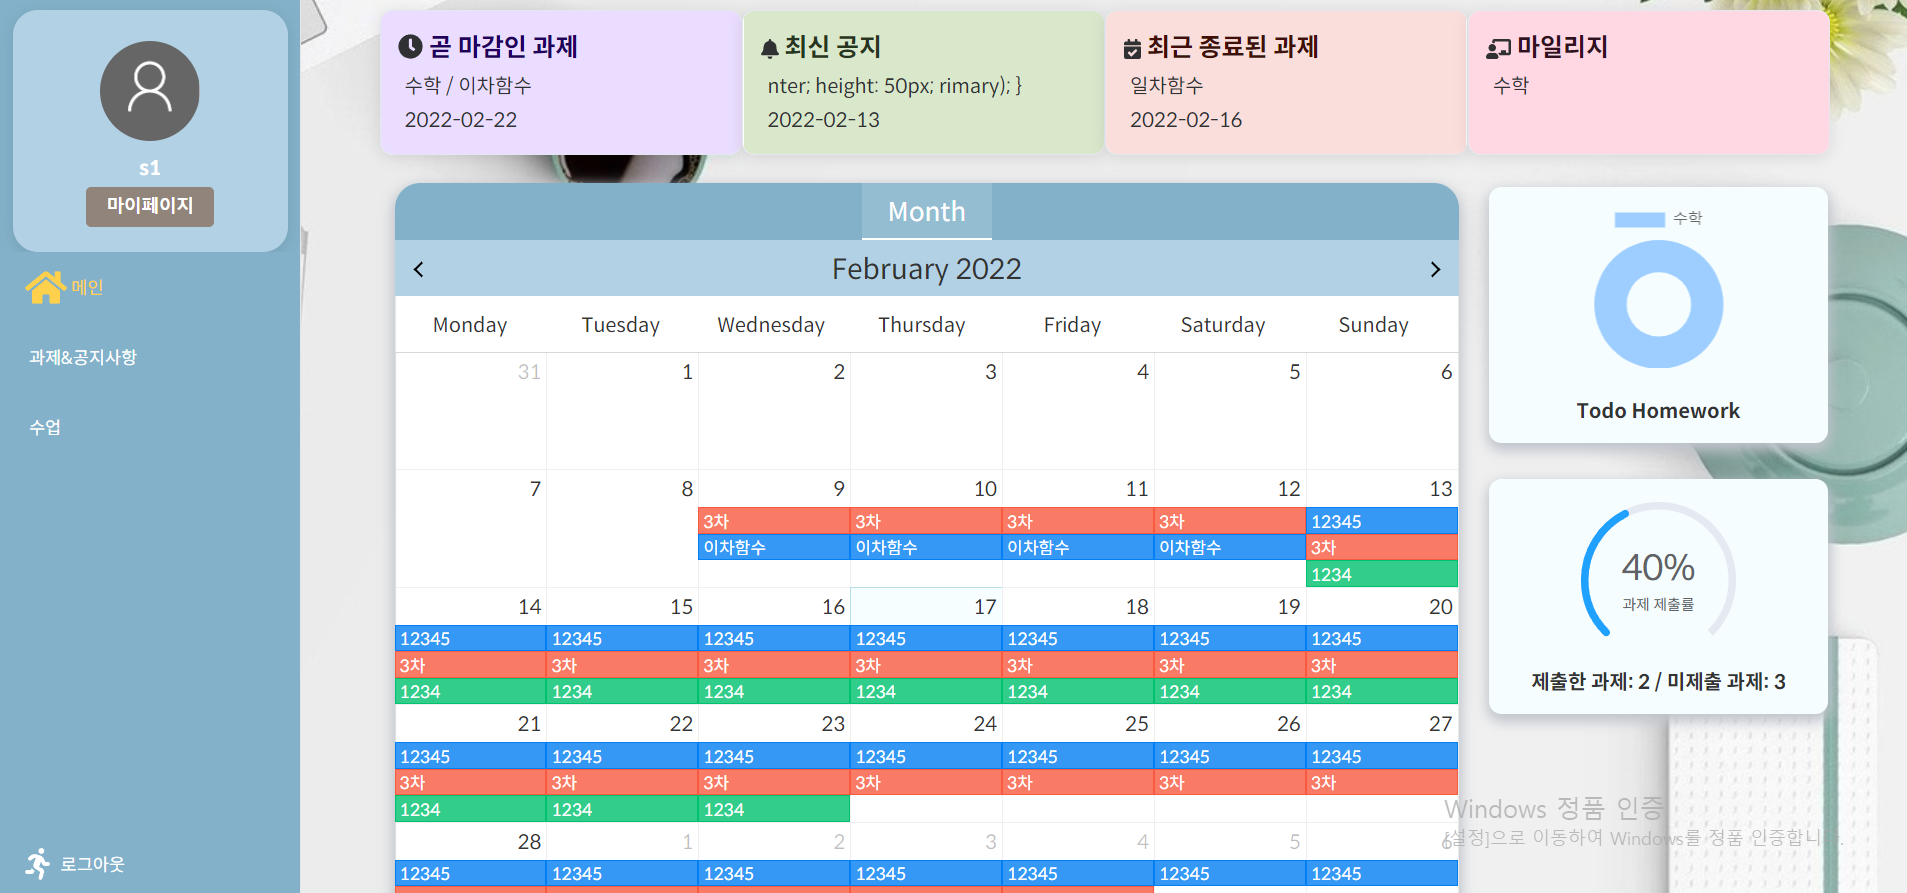 s1
마이페이지
메인
과제&공지사항
수업
로그아웃
곧 마감인 과제
수학 / 이차함수
2022-02-22
최신 공지
nter; height: 50px; rimary); }
2022-02-13
최근 종료된 과제
일차함수
2022-02-16
마일리지
수학
Month
February 2022
Monday Tuesday Wednesday Thursday Friday Saturday Sunday
31 1 2 3 4 5 6
7 8 9 10 11 12 13
3차 3차 3차 3차 12345
이차함수 이차함수 이차함수 이차함수 3차
1234
14 15 16 17 18 19 20
12345 12345 12345 12345 12345 12345 12345
3차 3차 3차 3차 3차 3차 3차
1234 1234 1234 1234 1234 1234 1234
21 22 23 24 25 26 27
12345 12345 12345 12345 12345 12345 12345
3차 3차 3차 3차 3차 3차 3차
1234 1234 1234
28 1 2 3 4 5 6
12345 12345 12345 12345 12345 12345 12345
수학
Todo Homework
40%
과제 제출률
제출한 과제: 2 / 미제출 과제: 3
Windows 정품 인증
[설정]으로 이동하여 Windows를 정품 인증합니다.